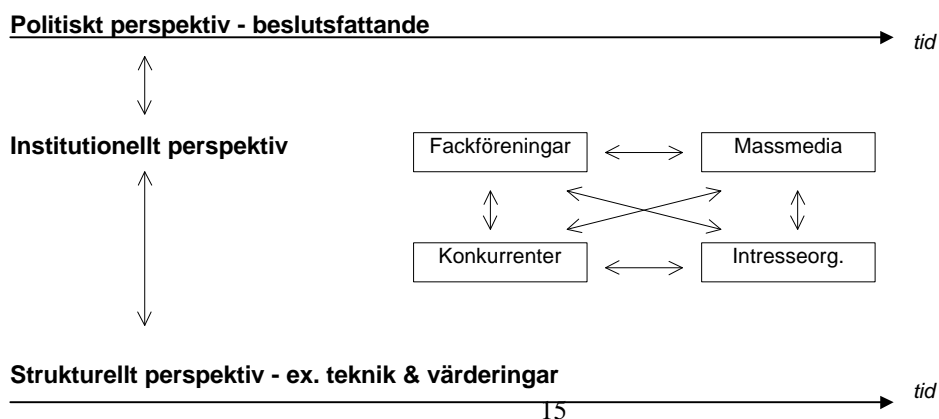 Politiskt perspektiv - beslutsfattande
tid
Institutionellt perspektiv
Fackföreningar
Massmedia
Konkurrenter
Intresseorg.
Strukturellt perspektiv - ex. teknik & värderingar
tid
15